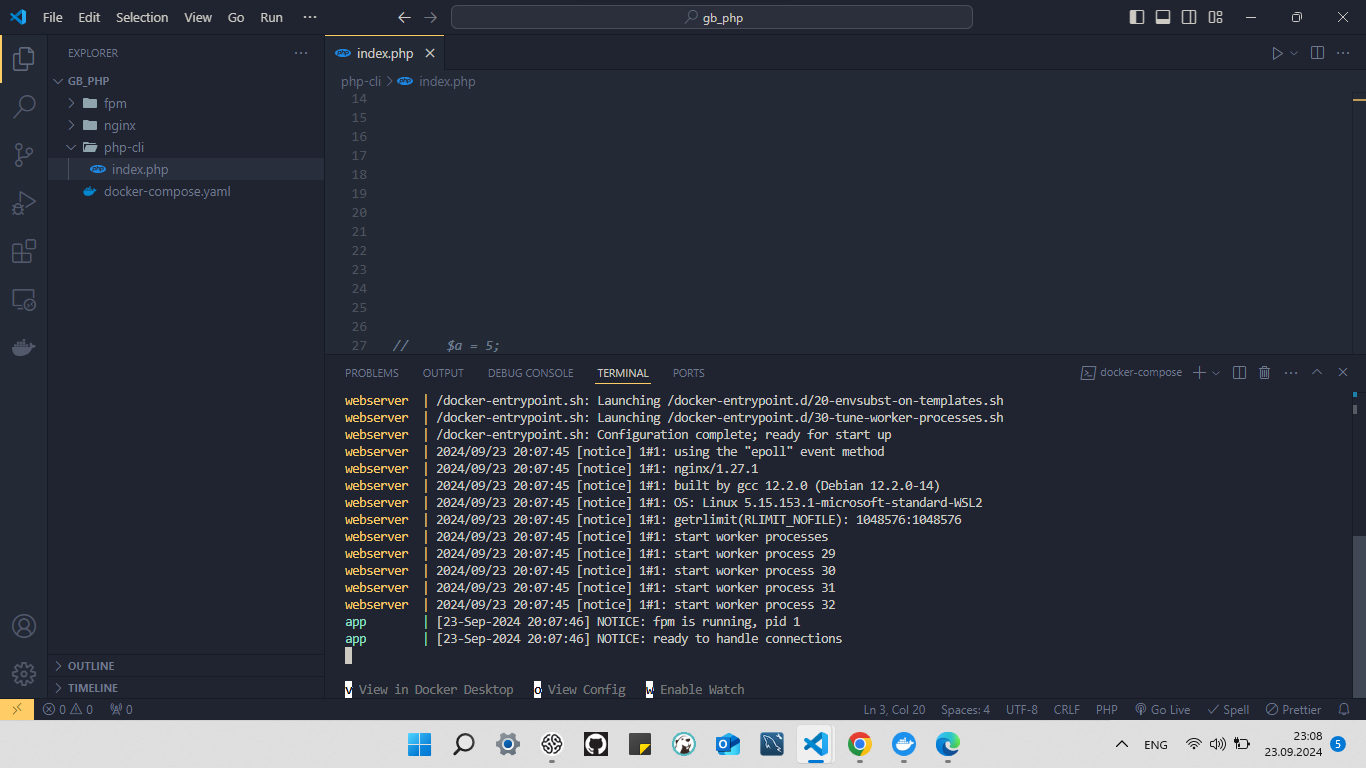 File Edit Selection View Go Run ··· gb_php
EXPLORER ···
GB_PHP
fpm
nginx
php-cli
index.php
docker-compose.yaml
OUTLINE
TIMELINE
index.php
php-cli > index.php
14
15
16
17
18
19
20
21
22
23
24
25
26
27 // $a = 5;
PROBLEMS OUTPUT DEBUG CONSOLE TERMINAL PORTS docker-compose
webserver | /docker-entrypoint.sh: Launching /docker-entrypoint.d/20-envsubst-on-templates.sh
webserver | /docker-entrypoint.sh: Launching /docker-entrypoint.d/30-tune-worker-processes.sh
webserver | /docker-entrypoint.sh: Configuration complete; ready for start up
webserver | 2024/09/23 20:07:45 [notice] 1#1: using the "epoll" event method
webserver | 2024/09/23 20:07:45 [notice] 1#1: nginx/1.27.1
webserver | 2024/09/23 20:07:45 [notice] 1#1: built by gcc 12.2.0 (Debian 12.2.0-14)
webserver | 2024/09/23 20:07:45 [notice] 1#1: OS: Linux 5.15.153.1-microsoft-standard-WSL2
webserver | 2024/09/23 20:07:45 [notice] 1#1: getrlimit(RLIMIT_NOFILE): 1048576:1048576
webserver | 2024/09/23 20:07:45 [notice] 1#1: start worker processes
webserver | 2024/09/23 20:07:45 [notice] 1#1: start worker process 29
webserver | 2024/09/23 20:07:45 [notice] 1#1: start worker process 30
webserver | 2024/09/23 20:07:45 [notice] 1#1: start worker process 31
webserver | 2024/09/23 20:07:45 [notice] 1#1: start worker process 32
app | [23-Sep-2024 20:07:46] NOTICE: fpm is running, pid 1
app | [23-Sep-2024 20:07:46] NOTICE: ready to handle connections
v View in Docker Desktop o View Config w Enable Watch
0 0 0 Ln 3, Col 20 Spaces: 4 UTF-8 CRLF PHP Go Live Spell Prettier
ENG 23:08 5
23.09.2024